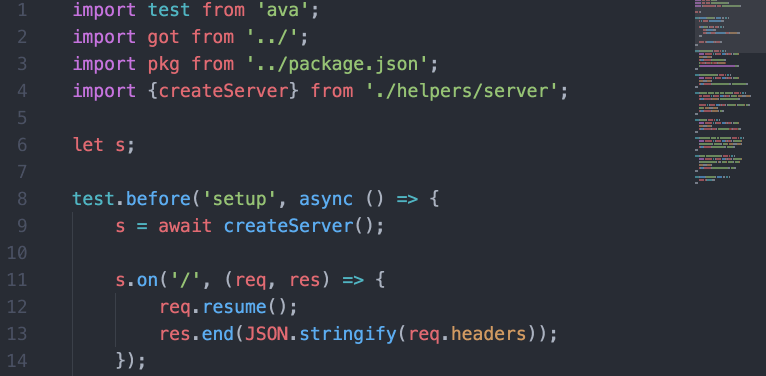 1 import test from 'ava';
2 import got from '../';
3 import pkg from '../package.json';
4 import {createServer} from './helpers/server';
5
6 let s;
7
8 test.before('setup', async () => {
9 s = await createServer();
10
11 s.on('/', (req, res) => {
12 req.resume();
13 res.end(JSON.stringify(req.headers));
14 });